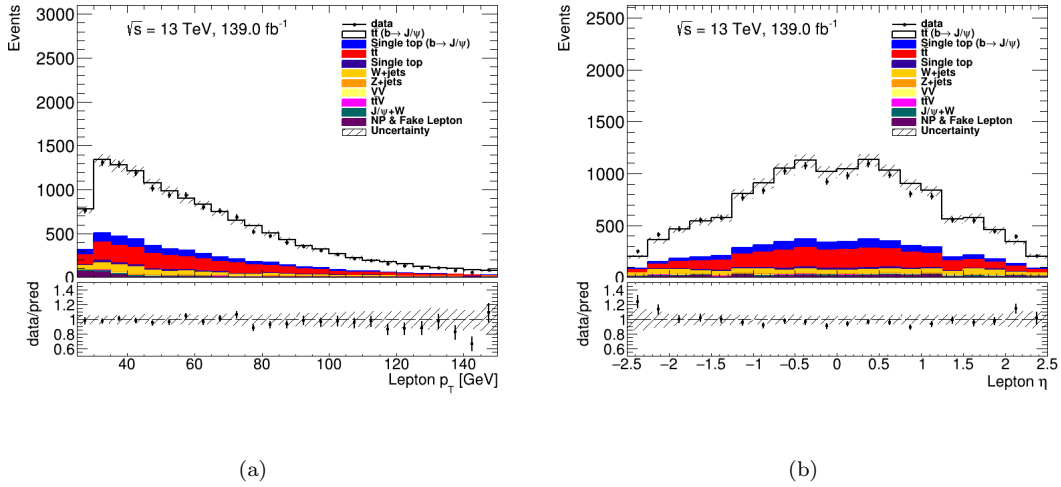 Events
√s = 13 TeV, 139.0 fb⁻¹
data
tt̄ (b→ J/ψ)
Single top (b→ J/ψ)
tt̄
Single top
W+jets
Z+jets
VV
tt̄V
J/ψ+W
NP & Fake Lepton
Uncertainty
3000
2500
2000
1500
1000
500
0
data/pred
1.4
1.2
1
0.8
0.6
40 60 80 100 120 140
Lepton p_T [GeV]
(a)
Events
√s = 13 TeV, 139.0 fb⁻¹
data
tt̄ (b→ J/ψ)
Single top (b→ J/ψ)
tt̄
Single top
W+jets
Z+jets
VV
tt̄V
J/ψ+W
NP & Fake Lepton
Uncertainty
2500
2000
1500
1000
500
0
data/pred
1.4
1.2
1
0.8
0.6
−2.5 −2 −1.5 −1 −0.5 0 0.5 1 1.5 2 2.5
Lepton η
(b)